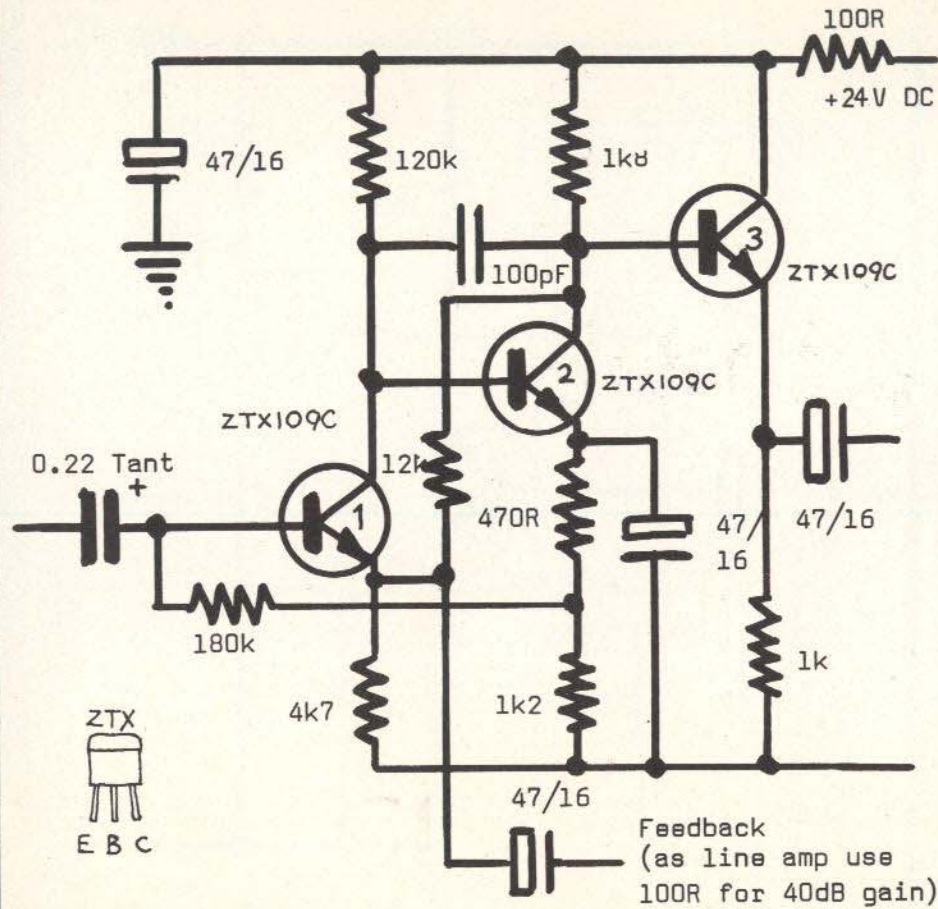 100R
+24V DC
47/16
120k
1k8
100pF
3
ZTX109C
2
ZTX109C
ZTX109C
0.22 Tant
+
12k
1
470R
47/
16
47/16
180k
4k7
1k2
1k
ZTX
E B C
47/16
Feedback
(as line amp use
100R for 40dB gain)